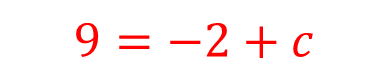 9 = −2 + c